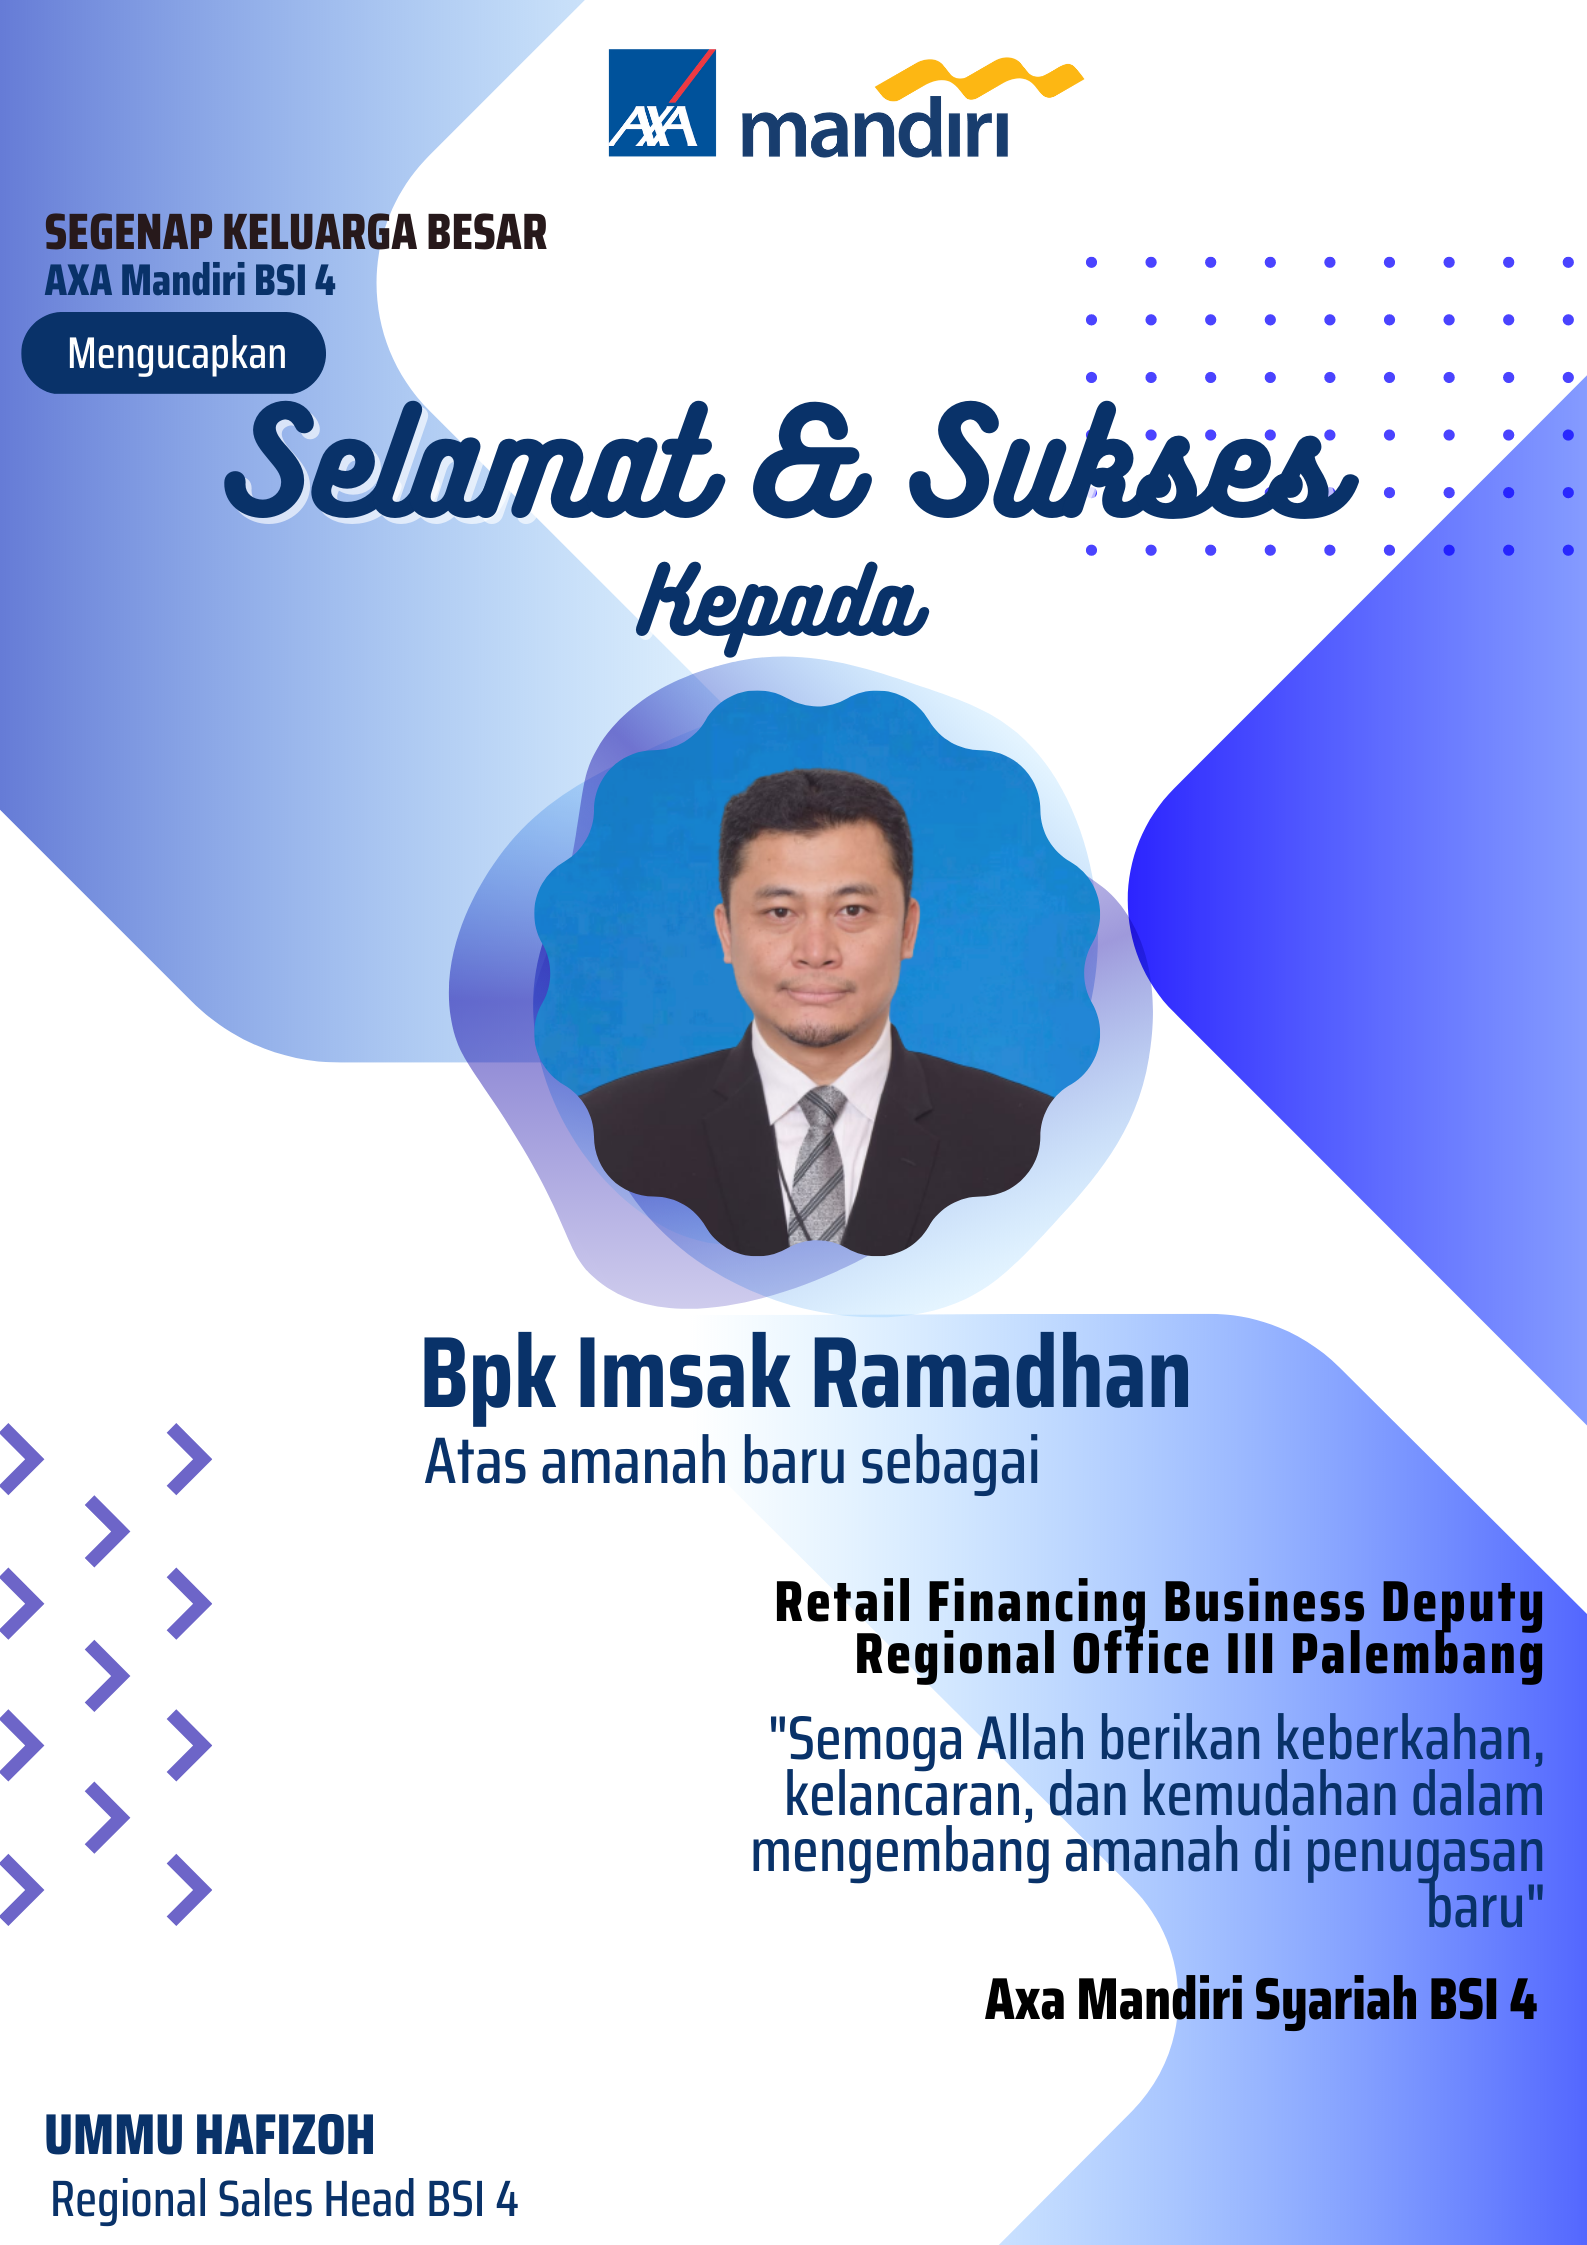 AXA mandiri
SEGENAP KELUARGA BESAR
AXA Mandiri BSI 4
Mengucapkan
Selamat & Sukses
Kepada
Bpk Imsak Ramadhan
Atas amanah baru sebagai
Retail Financing Business Deputy
Regional Office III Palembang
"Semoga Allah berikan keberkahan,
kelancaran, dan kemudahan dalam
mengembang amanah di penugasan
baru"
Axa Mandiri Syariah BSI 4
UMMU HAFIZOH
Regional Sales Head BSI 4